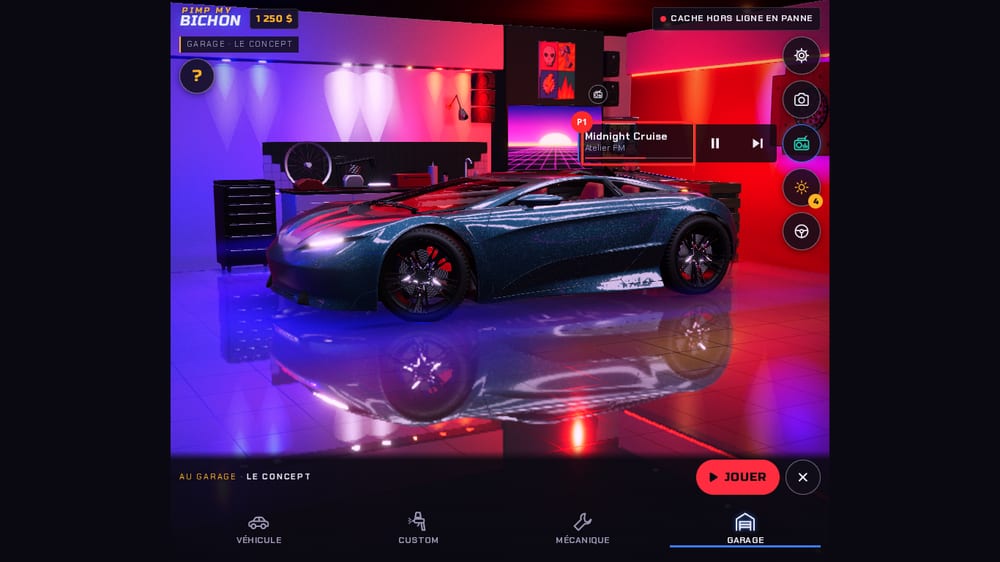 PIMP MY
BICHON
1 250 $
CACHE HORS LIGNE EN PANNE
GARAGE · LE CONCEPT
?
P1
Midnight Cruise
Atelier FM
4
AU GARAGE · LE CONCEPT
JOUER
VÉHICULE
CUSTOM
MÉCANIQUE
GARAGE